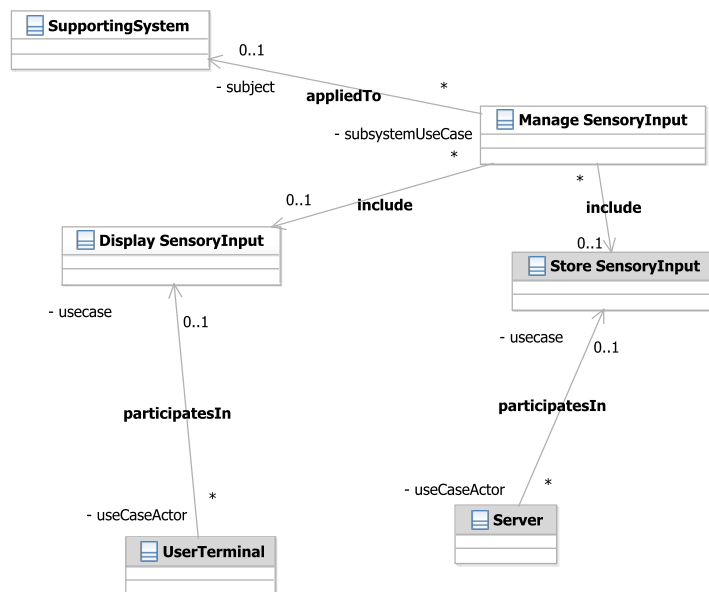 SupportingSystem
0..1
- subject
appliedTo
*
Manage SensoryInput
- subsystemUseCase
*
*
0..1
include
include
0..1
Display SensoryInput
Store SensoryInput
- usecase
0..1
- usecase
0..1
participatesIn
participatesIn
*
- useCaseActor
*
- useCaseActor
Server
UserTerminal